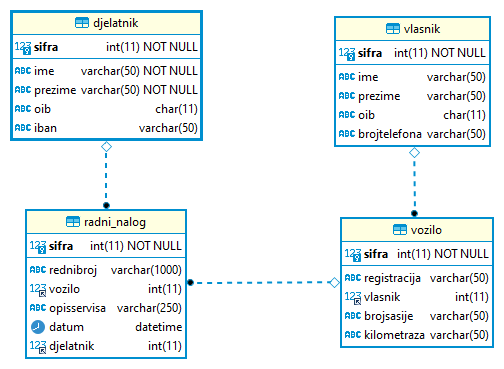 djelatnik
123 sifra int(11) NOT NULL
ABC ime varchar(50) NOT NULL
ABC prezime varchar(50) NOT NULL
ABC oib char(11)
ABC iban varchar(50)
vlasnik
123 sifra int(11) NOT NULL
ABC ime varchar(50)
ABC prezime varchar(50)
ABC oib char(11)
ABC brojtelefona varchar(50)
radni_nalog
123 sifra int(11) NOT NULL
ABC rednibroj varchar(1000)
123 vozilo int(11)
ABC opisservisa varchar(250)
datum datetime
123 djelatnik int(11)
vozilo
123 sifra int(11) NOT NULL
ABC registracija varchar(50)
123 vlasnik int(11)
ABC brojsasije varchar(50)
ABC kilometraza varchar(50)